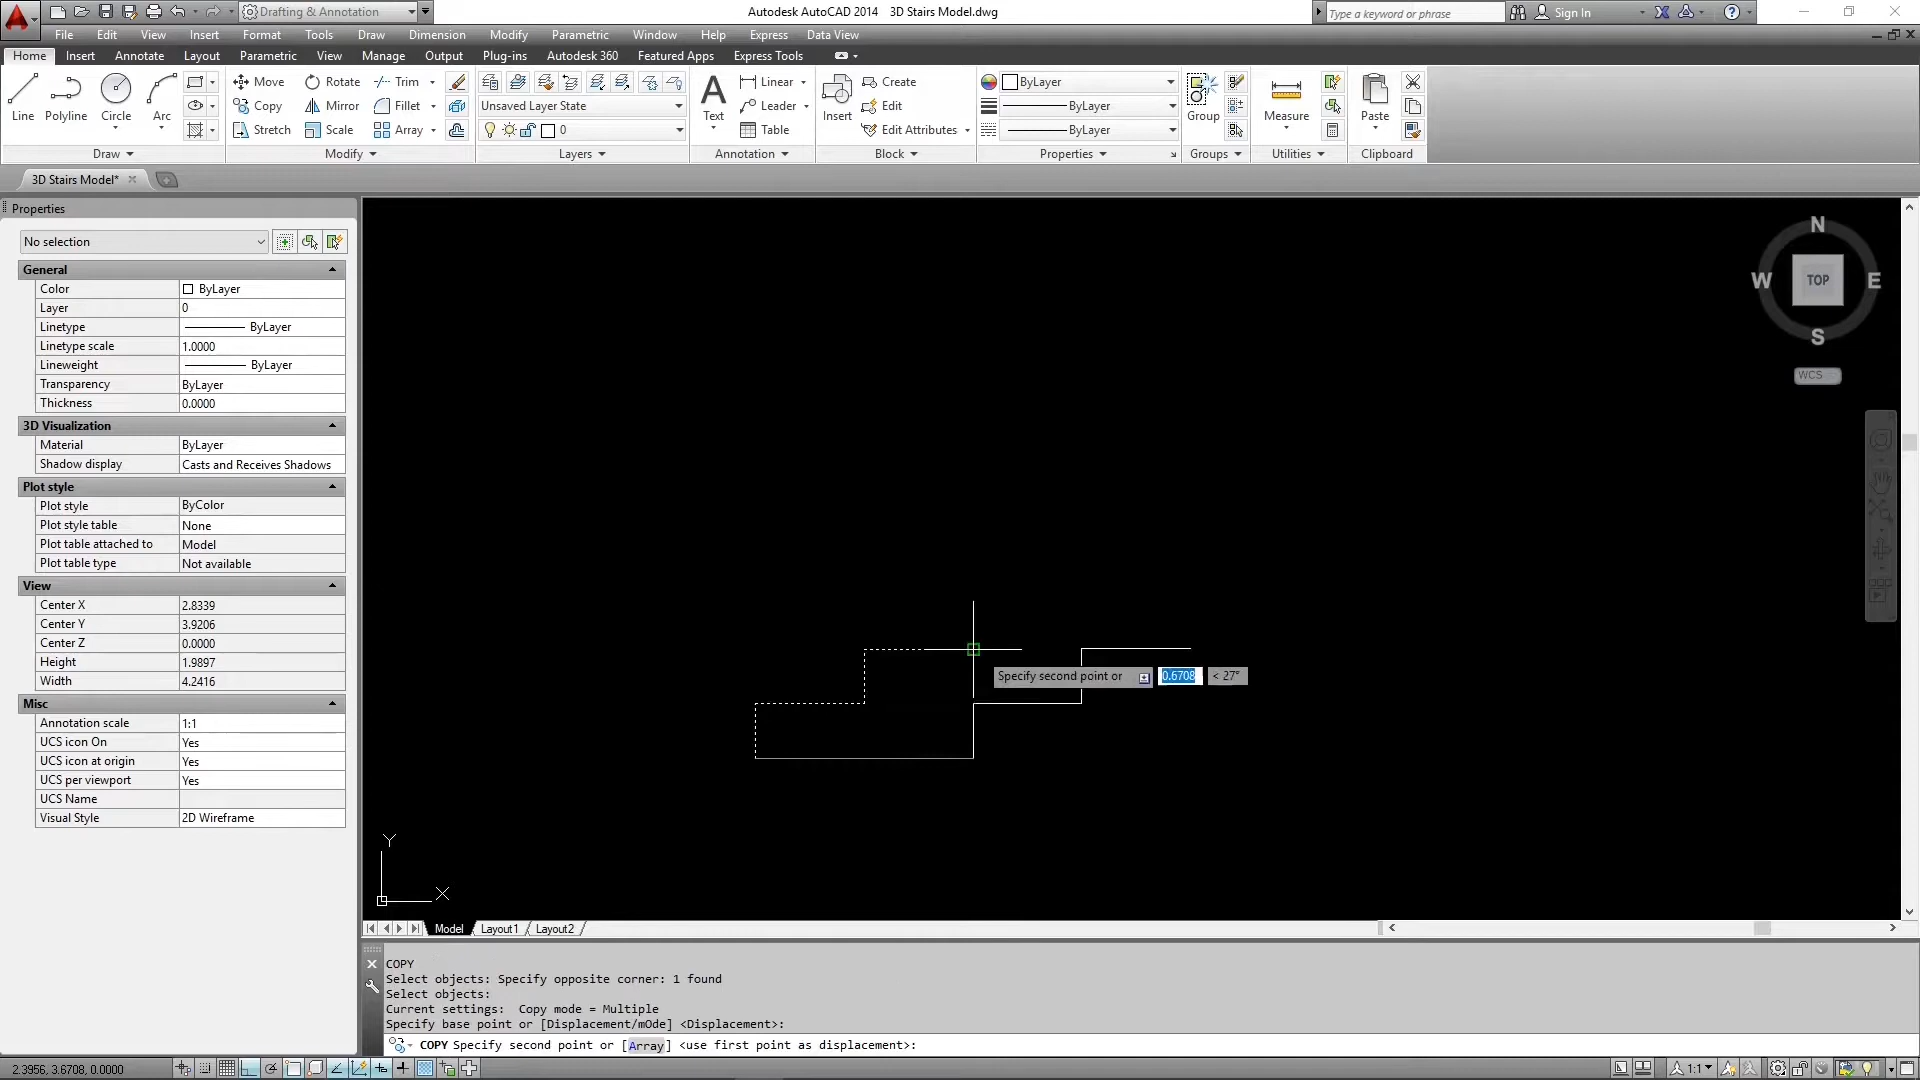 Drafting & Annotation
Autodesk AutoCAD 2014 3D Stairs Model.dwg
Type a keyword or phrase
Sign In
File Edit View Insert Format Tools Draw Dimension Modify Parametric Window Help Express Data View
Home Insert Annotate Layout Parametric View Manage Output Plug-ins Autodesk 360 Featured Apps Express Tools
Line Polyline Circle Arc
Move Rotate Trim
Copy Mirror Fillet
Stretch Scale Array
Unsaved Layer State
0
Text
Linear
Leader
Table
Insert
Create
Edit
Edit Attributes
ByLayer
ByLayer
ByLayer
Group
Measure
Paste
Draw Modify Layers Annotation Block Properties Groups Utilities Clipboard
3D Stairs Model*
Properties
No selection
General
Color ByLayer
Layer 0
Linetype ByLayer
Linetype scale 1.0000
Lineweight ByLayer
Transparency ByLayer
Thickness 0.0000
3D Visualization
Material ByLayer
Shadow display Casts and Receives Shadows
Plot style
Plot style ByColor
Plot style table None
Plot table attached to Model
Plot table type Not available
View
Center X 2.8339
Center Y 3.9206
Center Z 0.0000
Height 1.9897
Width 4.2416
Misc
Annotation scale 1:1
UCS icon On Yes
UCS icon at origin Yes
UCS per viewport Yes
UCS Name
Visual Style 2D Wireframe
N
W TOP E
S
WCS
Specify second point or 0.6708 < 27°
Y
X
Model Layout1 Layout2
COPY
Select objects: Specify opposite corner: 1 found
Select objects:
Current settings: Copy mode = Multiple
Specify base point or [Displacement/mOde] <Displacement>:
COPY Specify second point or [Array] <use first point as displacement>:
2.3956, 3.6708, 0.0000
1:1